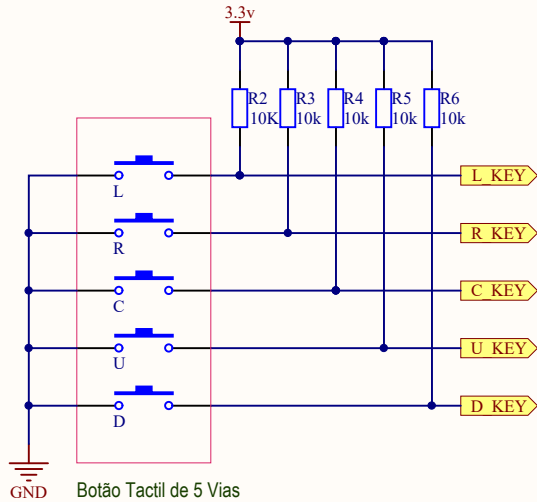 3.3v
R2 R3 R4 R5 R6
10K 10k 10k 10k 10k
L L_KEY
R R_KEY
C C_KEY
U U_KEY
D D_KEY
GND Botão Tactil de 5 Vias